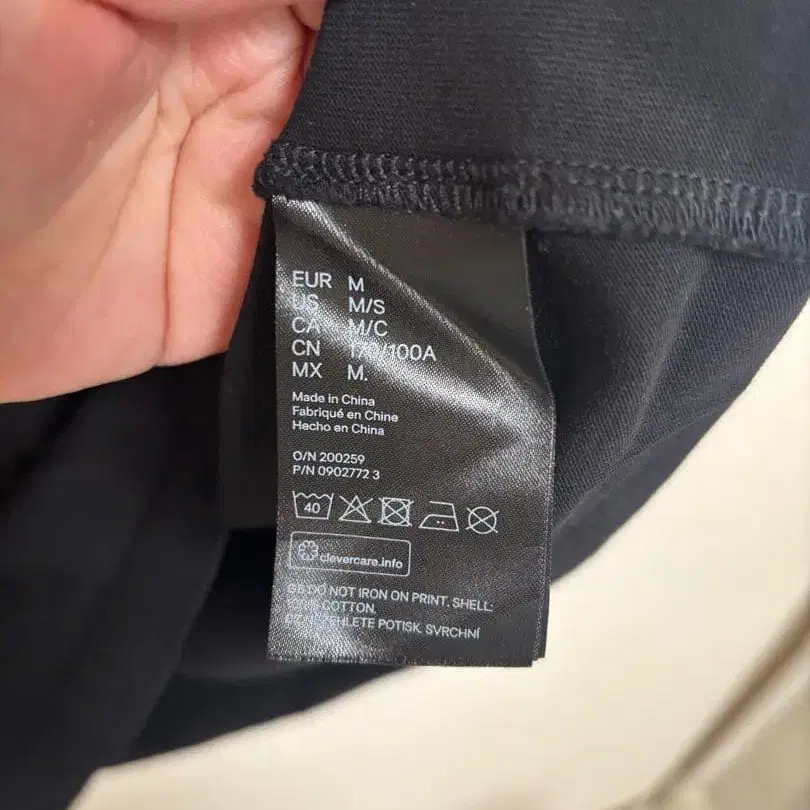 EUR M
US M/S
CA M/C
CN 170/100A
MX M.
Made in China
Fabriqué en Chine
Hecho en China
O/N 200259
P/N 0902772 3
40
clevercare.info
GB DO NOT IRON ON PRINT. SHELL:
COTTON.
POTISK. SVRCHNÍ